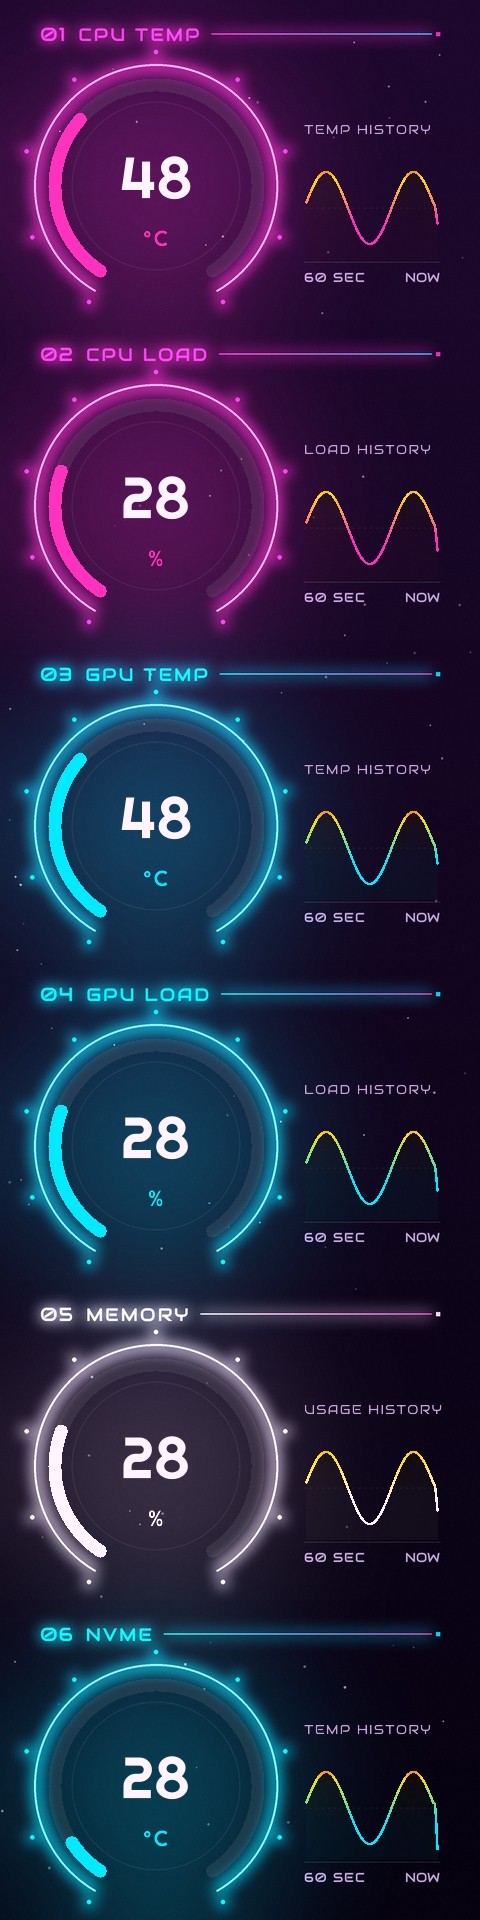 01 CPU TEMP
TEMP HISTORY
48
°C
60 SEC NOW
02 CPU LOAD
LOAD HISTORY
28
%
60 SEC NOW
03 GPU TEMP
TEMP HISTORY
48
°C
60 SEC NOW
04 GPU LOAD
LOAD HISTORY
28
%
60 SEC NOW
05 MEMORY
USAGE HISTORY
28
%
60 SEC NOW
06 NVME
TEMP HISTORY
28
°C
60 SEC NOW